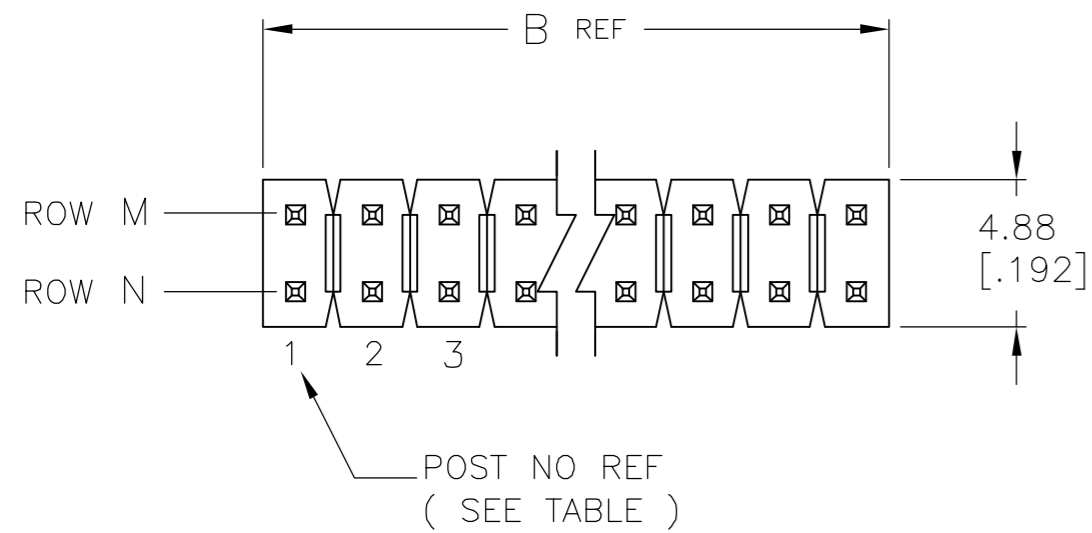 B REF
ROW M
ROW N
4.88
[.192]
1 2 3
POST NO REF
( SEE TABLE )